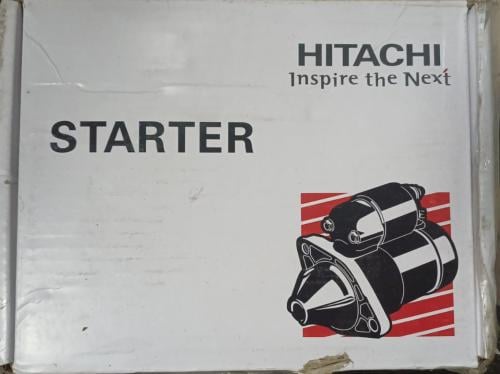 HITACHI
Inspire the Next
STARTER